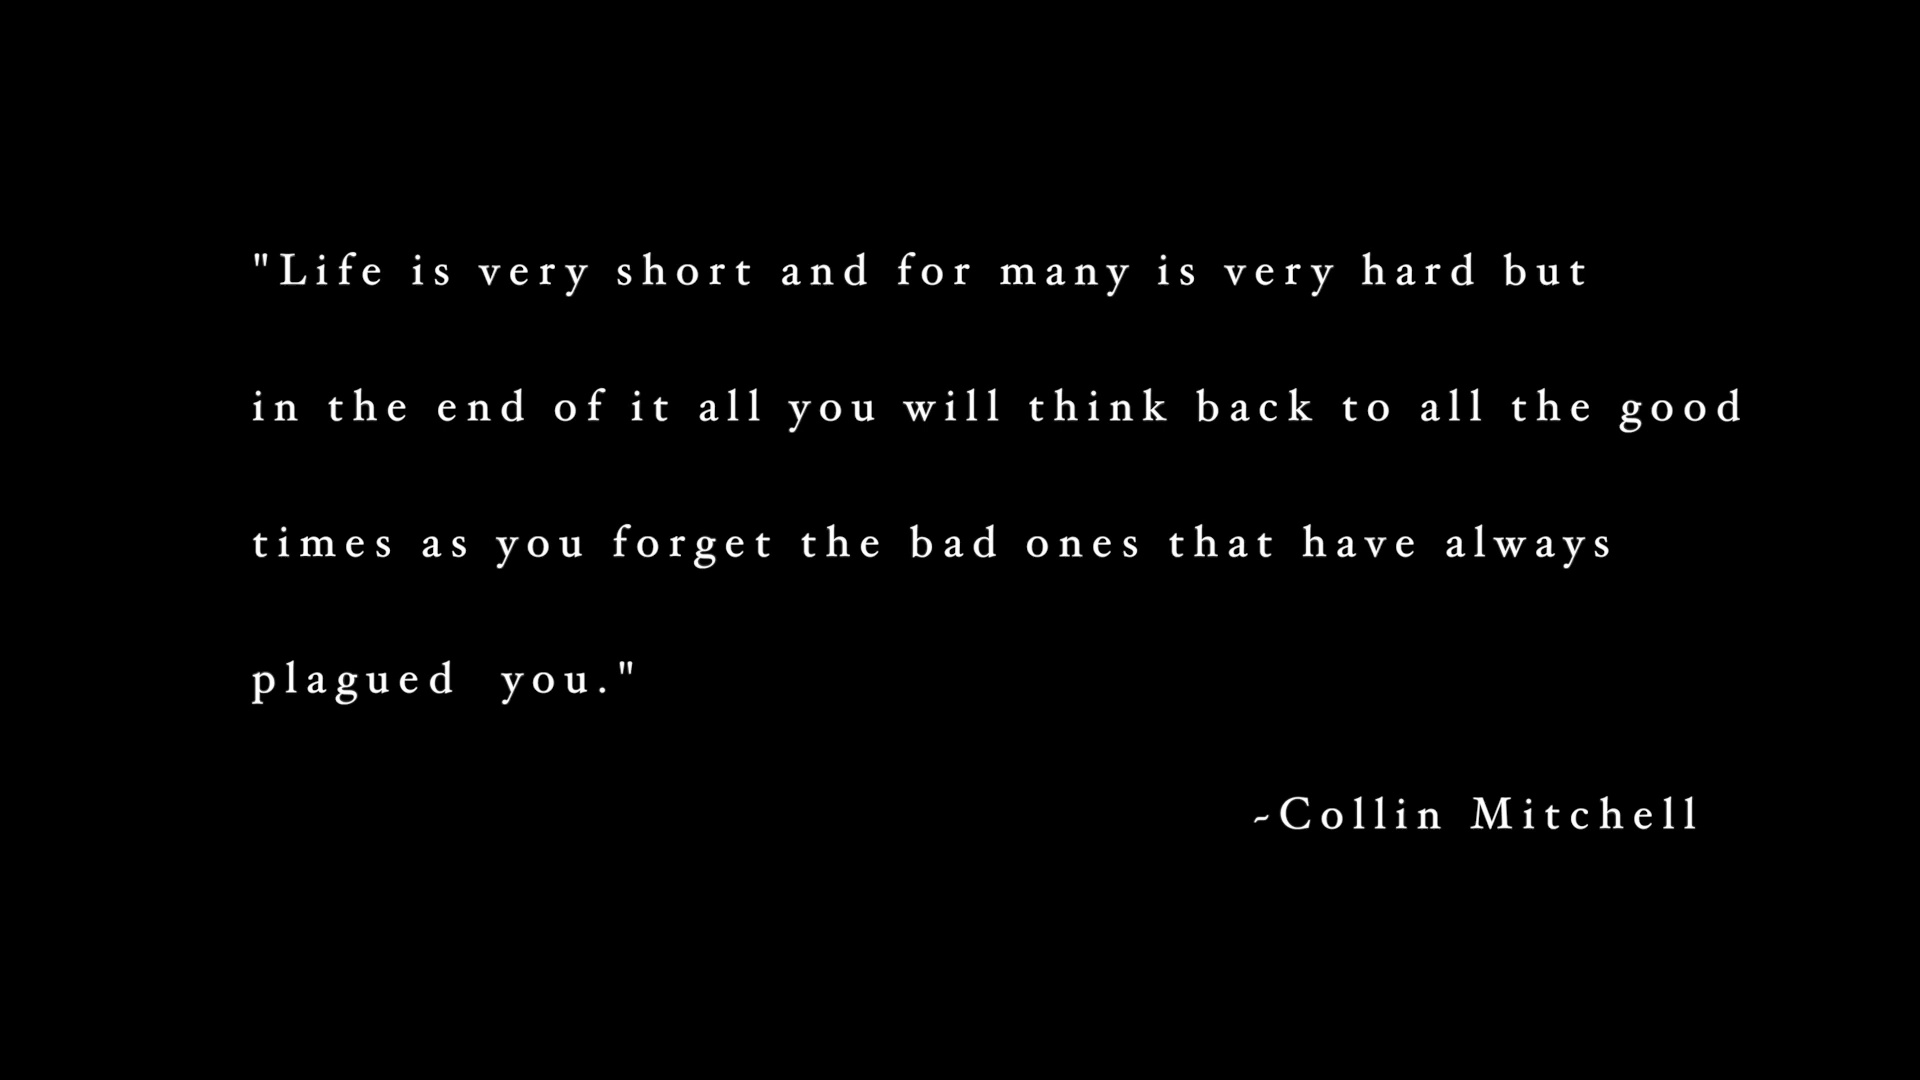 "Life is very short and for many is very hard but
in the end of it all you will think back to all the good
times as you forget the bad ones that have always
plagued  you."
~Collin Mitchell